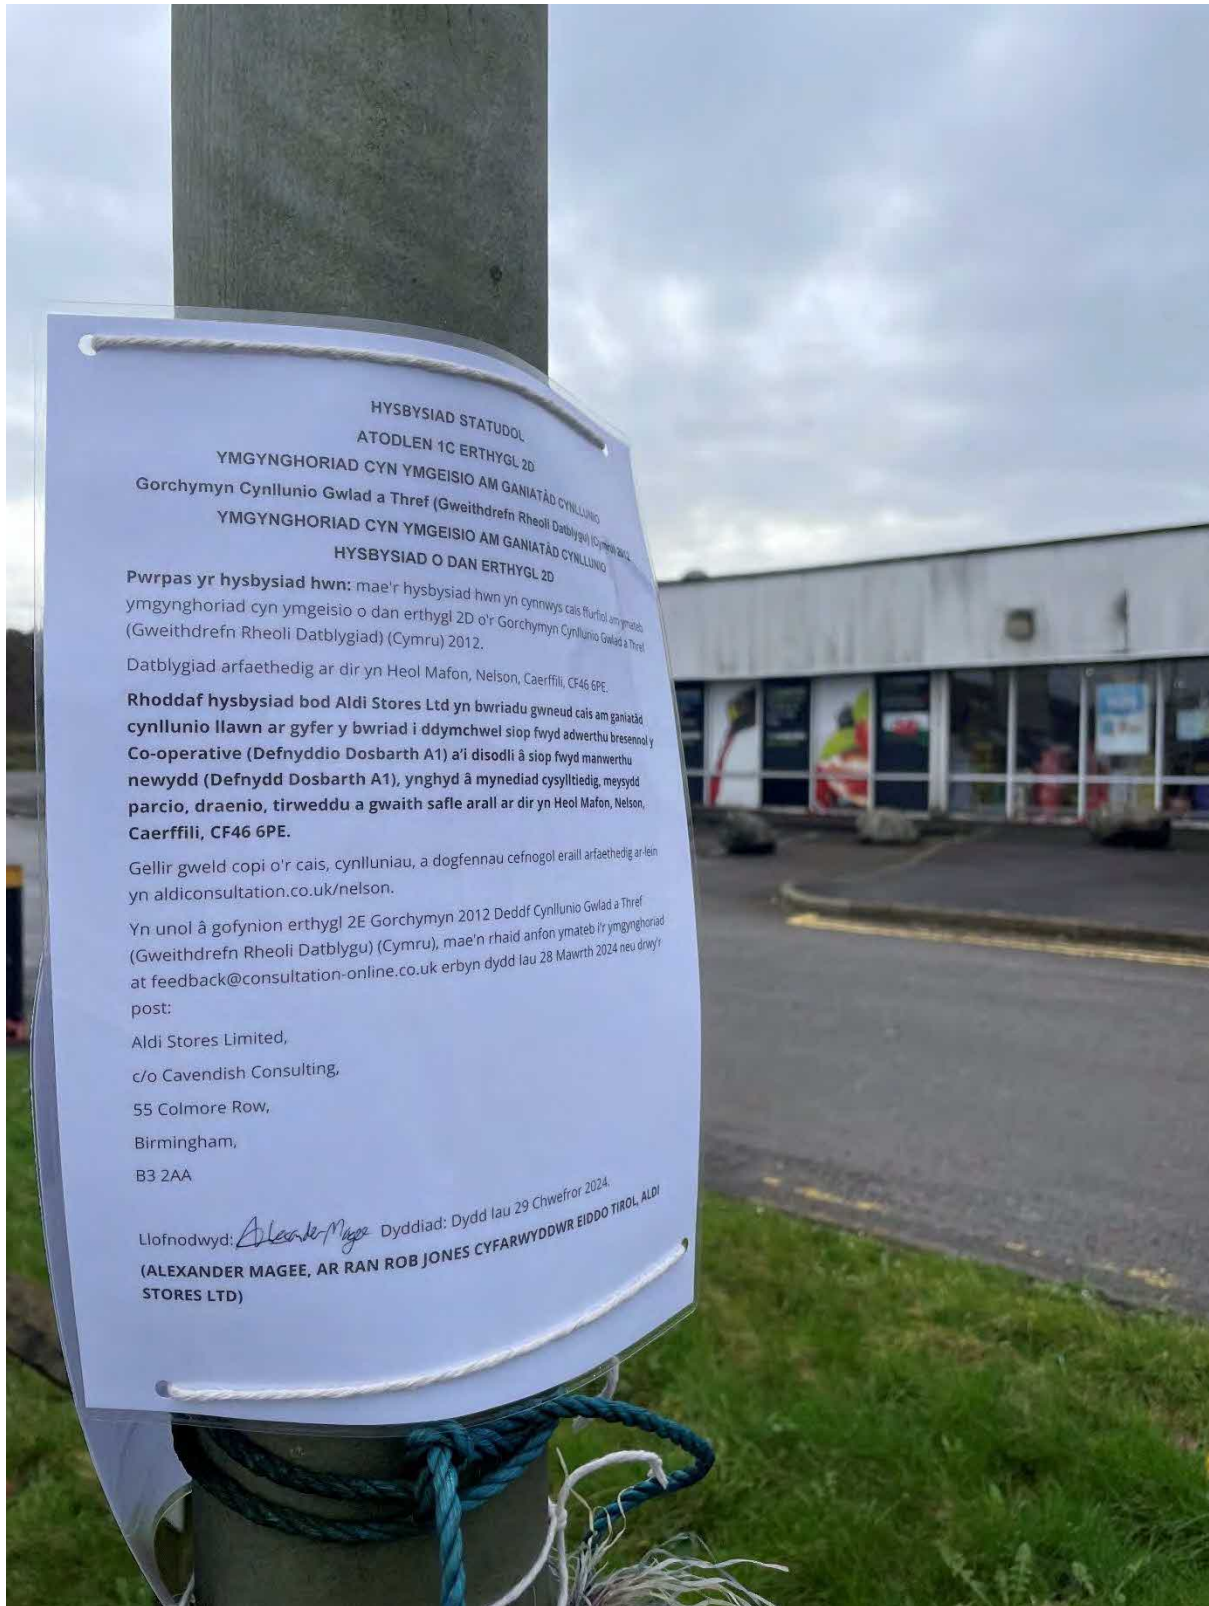 HYSBYSIAD STATUDOL
ATODLEN 1C ERTHYGL 2D
YMGYNGHORIAD CYN YMGEISIO AM GANIATÂD CYNLLUNIO
Gorchymyn Cynllunio Gwlad a Thref (Gweithdrefn Rheoli Datblygu) (Cymru) 2012
YMGYNGHORIAD CYN YMGEISIO AM GANIATÂD CYNLLUNIO
HYSBYSIAD O DAN ERTHYGL 2D
Pwrpas yr hysbysiad hwn: mae'r hysbysiad hwn yn cynnwys cais ffurfiol am ymateb
ymgynghoriad cyn ymgeisio o dan erthygl 2D o'r Gorchymyn Cynllunio Gwlad a Thref
(Gweithdrefn Rheoli Datblygiad) (Cymru) 2012.
Datblygiad arfaethedig ar dir yn Heol Mafon, Nelson, Caerffili, CF46 6PE.
Rhoddaf hysbysiad bod Aldi Stores Ltd yn bwriadu gwneud cais am ganiatâd
cynllunio llawn ar gyfer y bwriad i ddymchwel siop fwyd adwerthu bresennol y
Co-operative (Defnyddio Dosbarth A1) a'i disodli â siop fwyd manwerthu
newydd (Defnydd Dosbarth A1), ynghyd â mynediad cysylltiedig, meysydd
parcio, draenio, tirweddu a gwaith safle arall ar dir yn Heol Mafon, Nelson,
Caerffili, CF46 6PE.
Gellir gweld copi o'r cais, cynlluniau, a dogfennau cefnogol eraill arfaethedig ar-lein
yn aldiconsultation.co.uk/nelson.
Yn unol â gofynion erthygl 2E Gorchymyn 2012 Deddf Cynllunio Gwlad a Thref
(Gweithdrefn Rheoli Datblygu) (Cymru), mae'n rhaid anfon ymateb i'r ymgynghoriad
at feedback@consultation-online.co.uk erbyn dydd Iau 28 Mawrth 2024 neu drwy'r
post:
Aldi Stores Limited,
c/o Cavendish Consulting,
55 Colmore Row,
Birmingham,
B3 2AA
Llofnodwyd: Alexander Magee Dyddiad: Dydd Iau 29 Chwefror 2024.
(ALEXANDER MAGEE, AR RAN ROB JONES CYFARWYDDWR EIDDO TIROL, ALDI
STORES LTD)